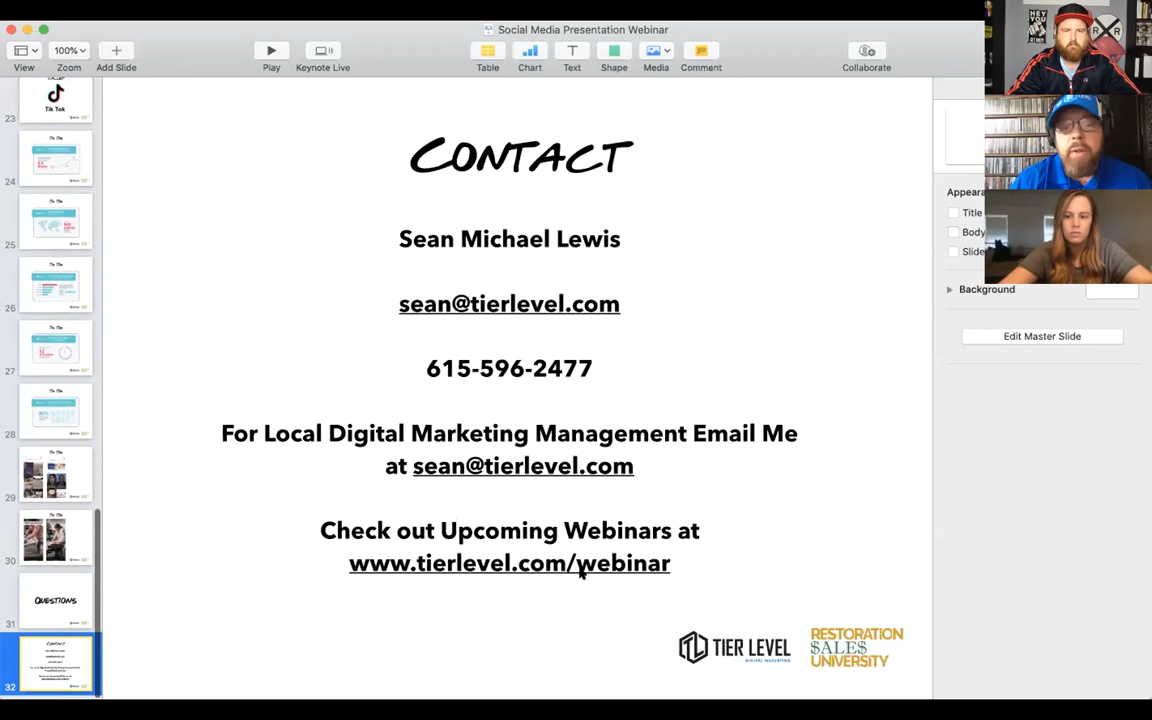 Social Media Presentation Webinar
100%
View
Zoom
Add Slide
Play
Keynote Live
Table
Chart
Text
Shape
Media
Comment
Collaborate
HEY
YOU
R R
Tik Tok
23
24
25
26
27
28
29
30
QUESTIONS
31
CONTACT
32
CONTACT
Sean Michael Lewis
sean@tierlevel.com
615-596-2477
For Local Digital Marketing Management Email Me
at sean@tierlevel.com
Check out Upcoming Webinars at
www.tierlevel.com/webinar
TIER LEVEL
DIGITAL MARKETING
RESTORATION
$ALE$
UNIVERSITY
Appeara
Title
Body
Slide
Background
Edit Master Slide